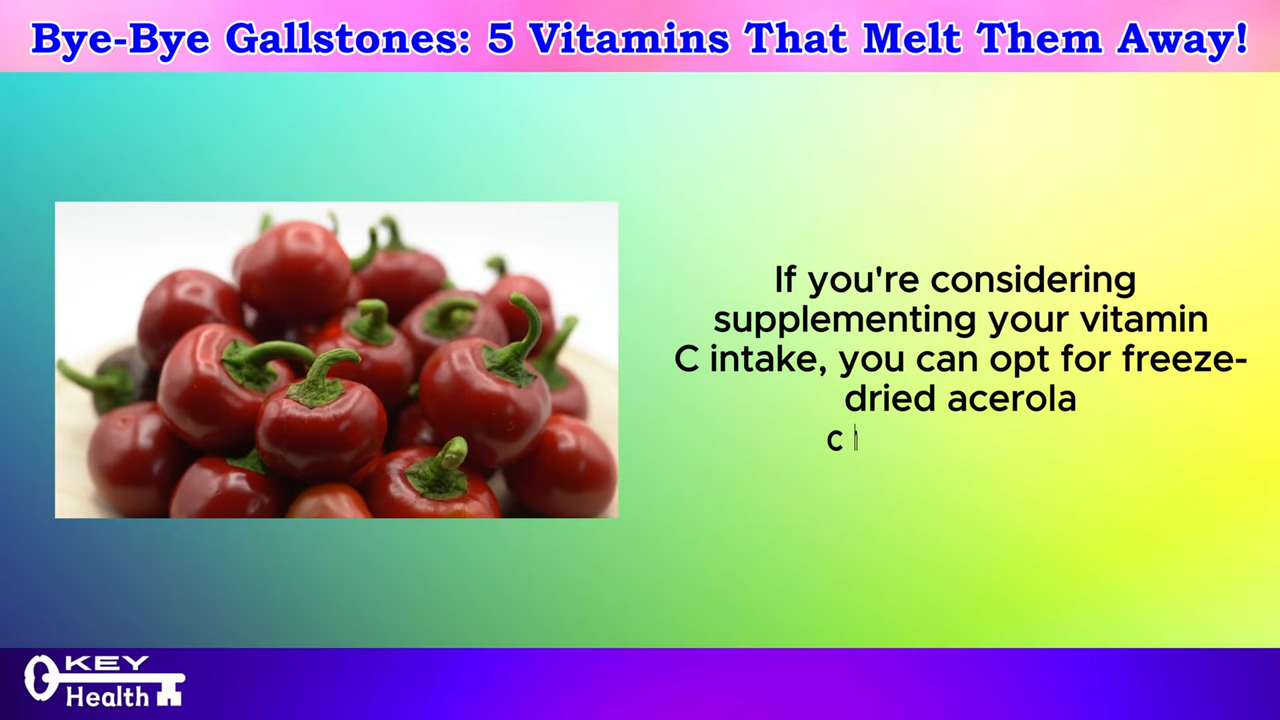 Bye-Bye Gallstones: 5 Vitamins That Melt Them Away!
If you're considering
supplementing your vitamin
C intake, you can opt for freeze-
dried acerola
c
KEY
Health